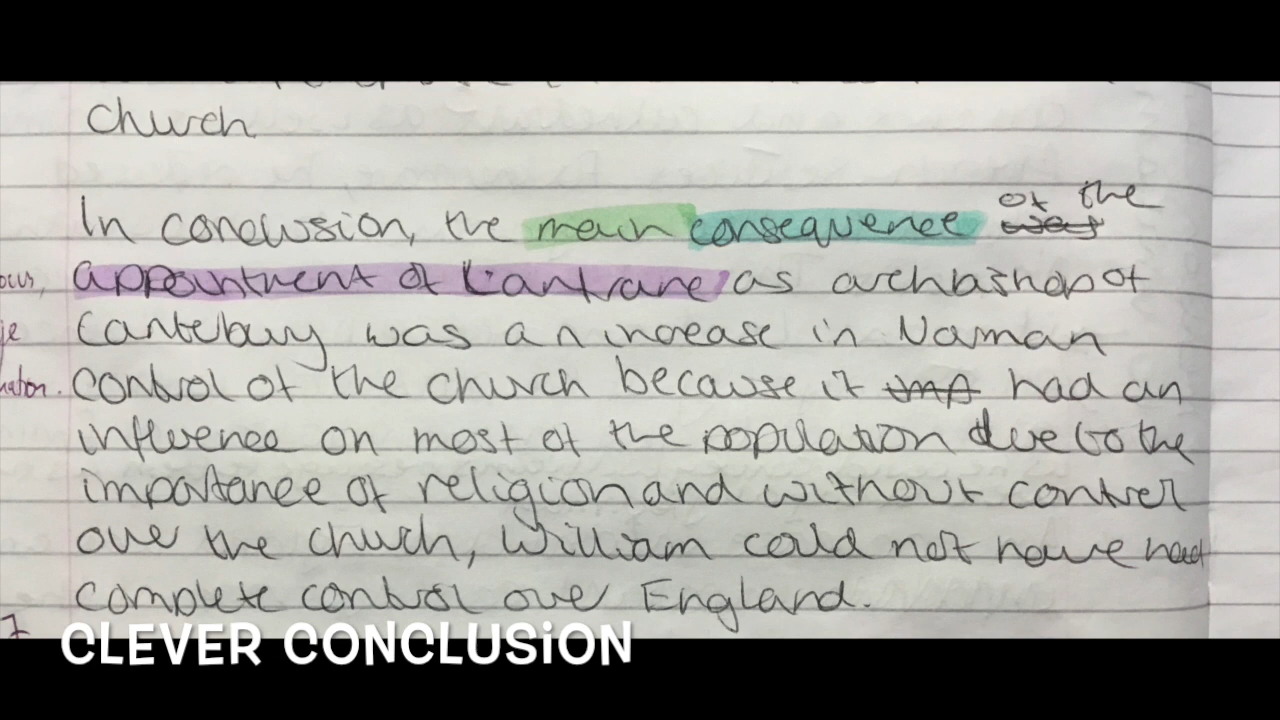 church
In conclusion, the main consequence of the
appointment of Lanfranc as archbishop of
Cantebury was an increase in Norman
control of the church because it had an
influence on most of the population due to the
importance of religion and without control
over the church, William could not have had
complete control over England.
CLEVER CONCLUSION